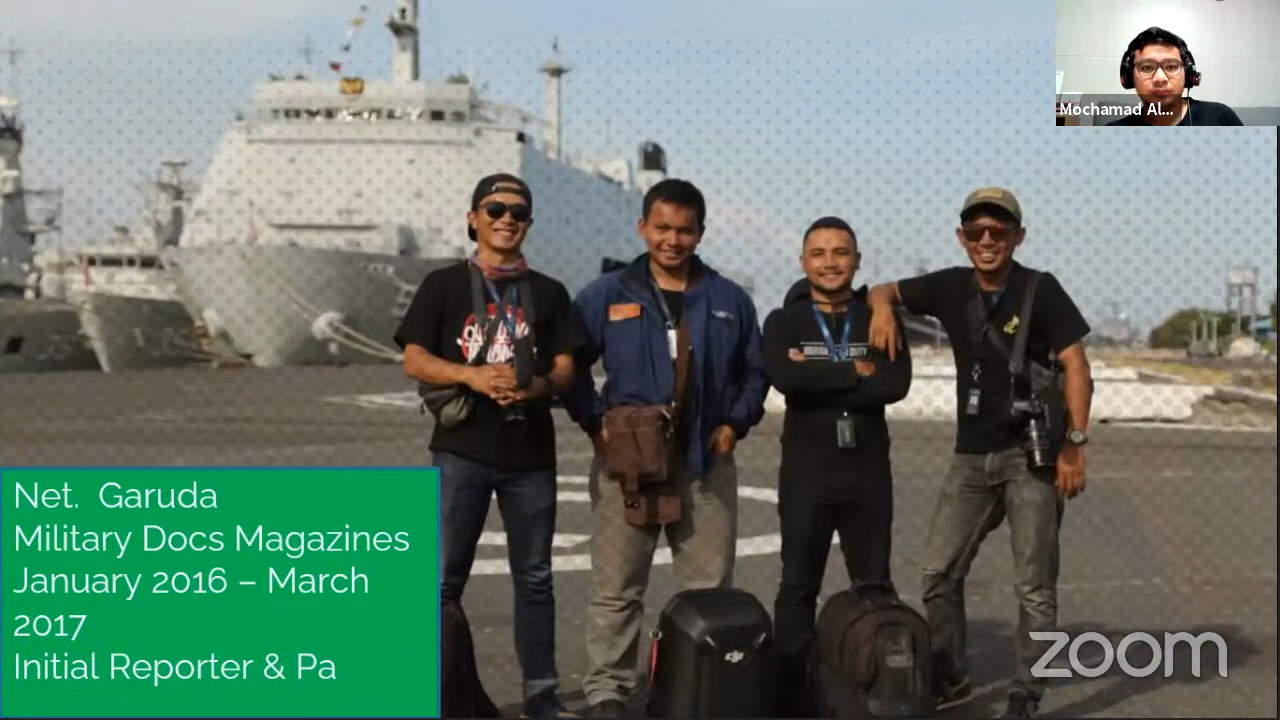 Mochamad Al...
Net. Garuda
Military Docs Magazines
January 2016 – March
2017
Initial Reporter & Pa
zoom